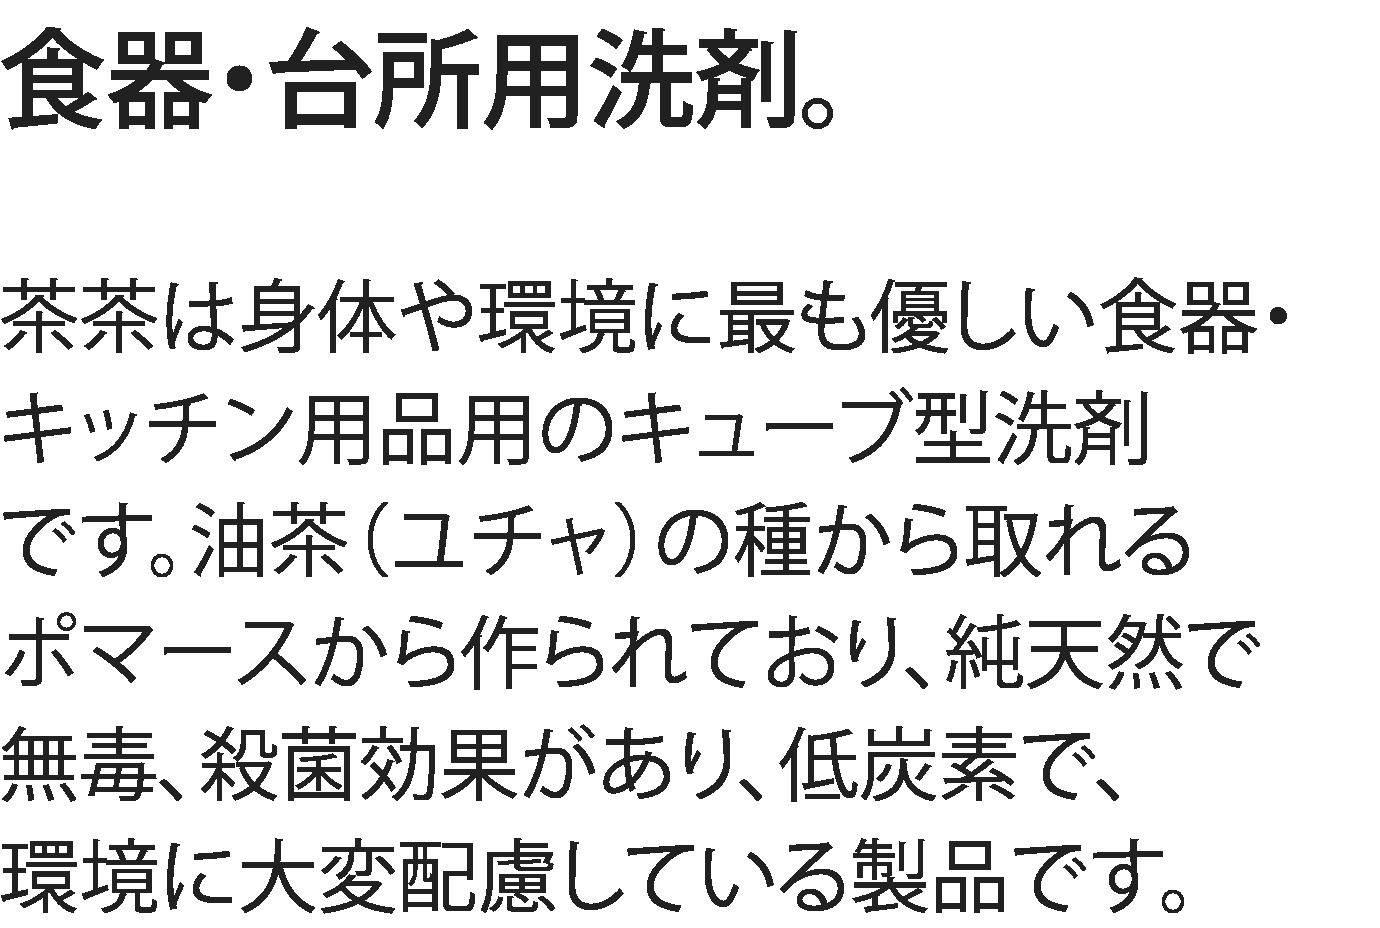 食器・台所用洗剤。
茶茶は身体や環境に最も優しい食器・
キッチン用品用のキューブ型洗剤
です。油茶（ユチャ）の種から取れる
ポマースから作られており、純天然で
無毒、殺菌効果があり、低炭素で、
環境に大変配慮している製品です。